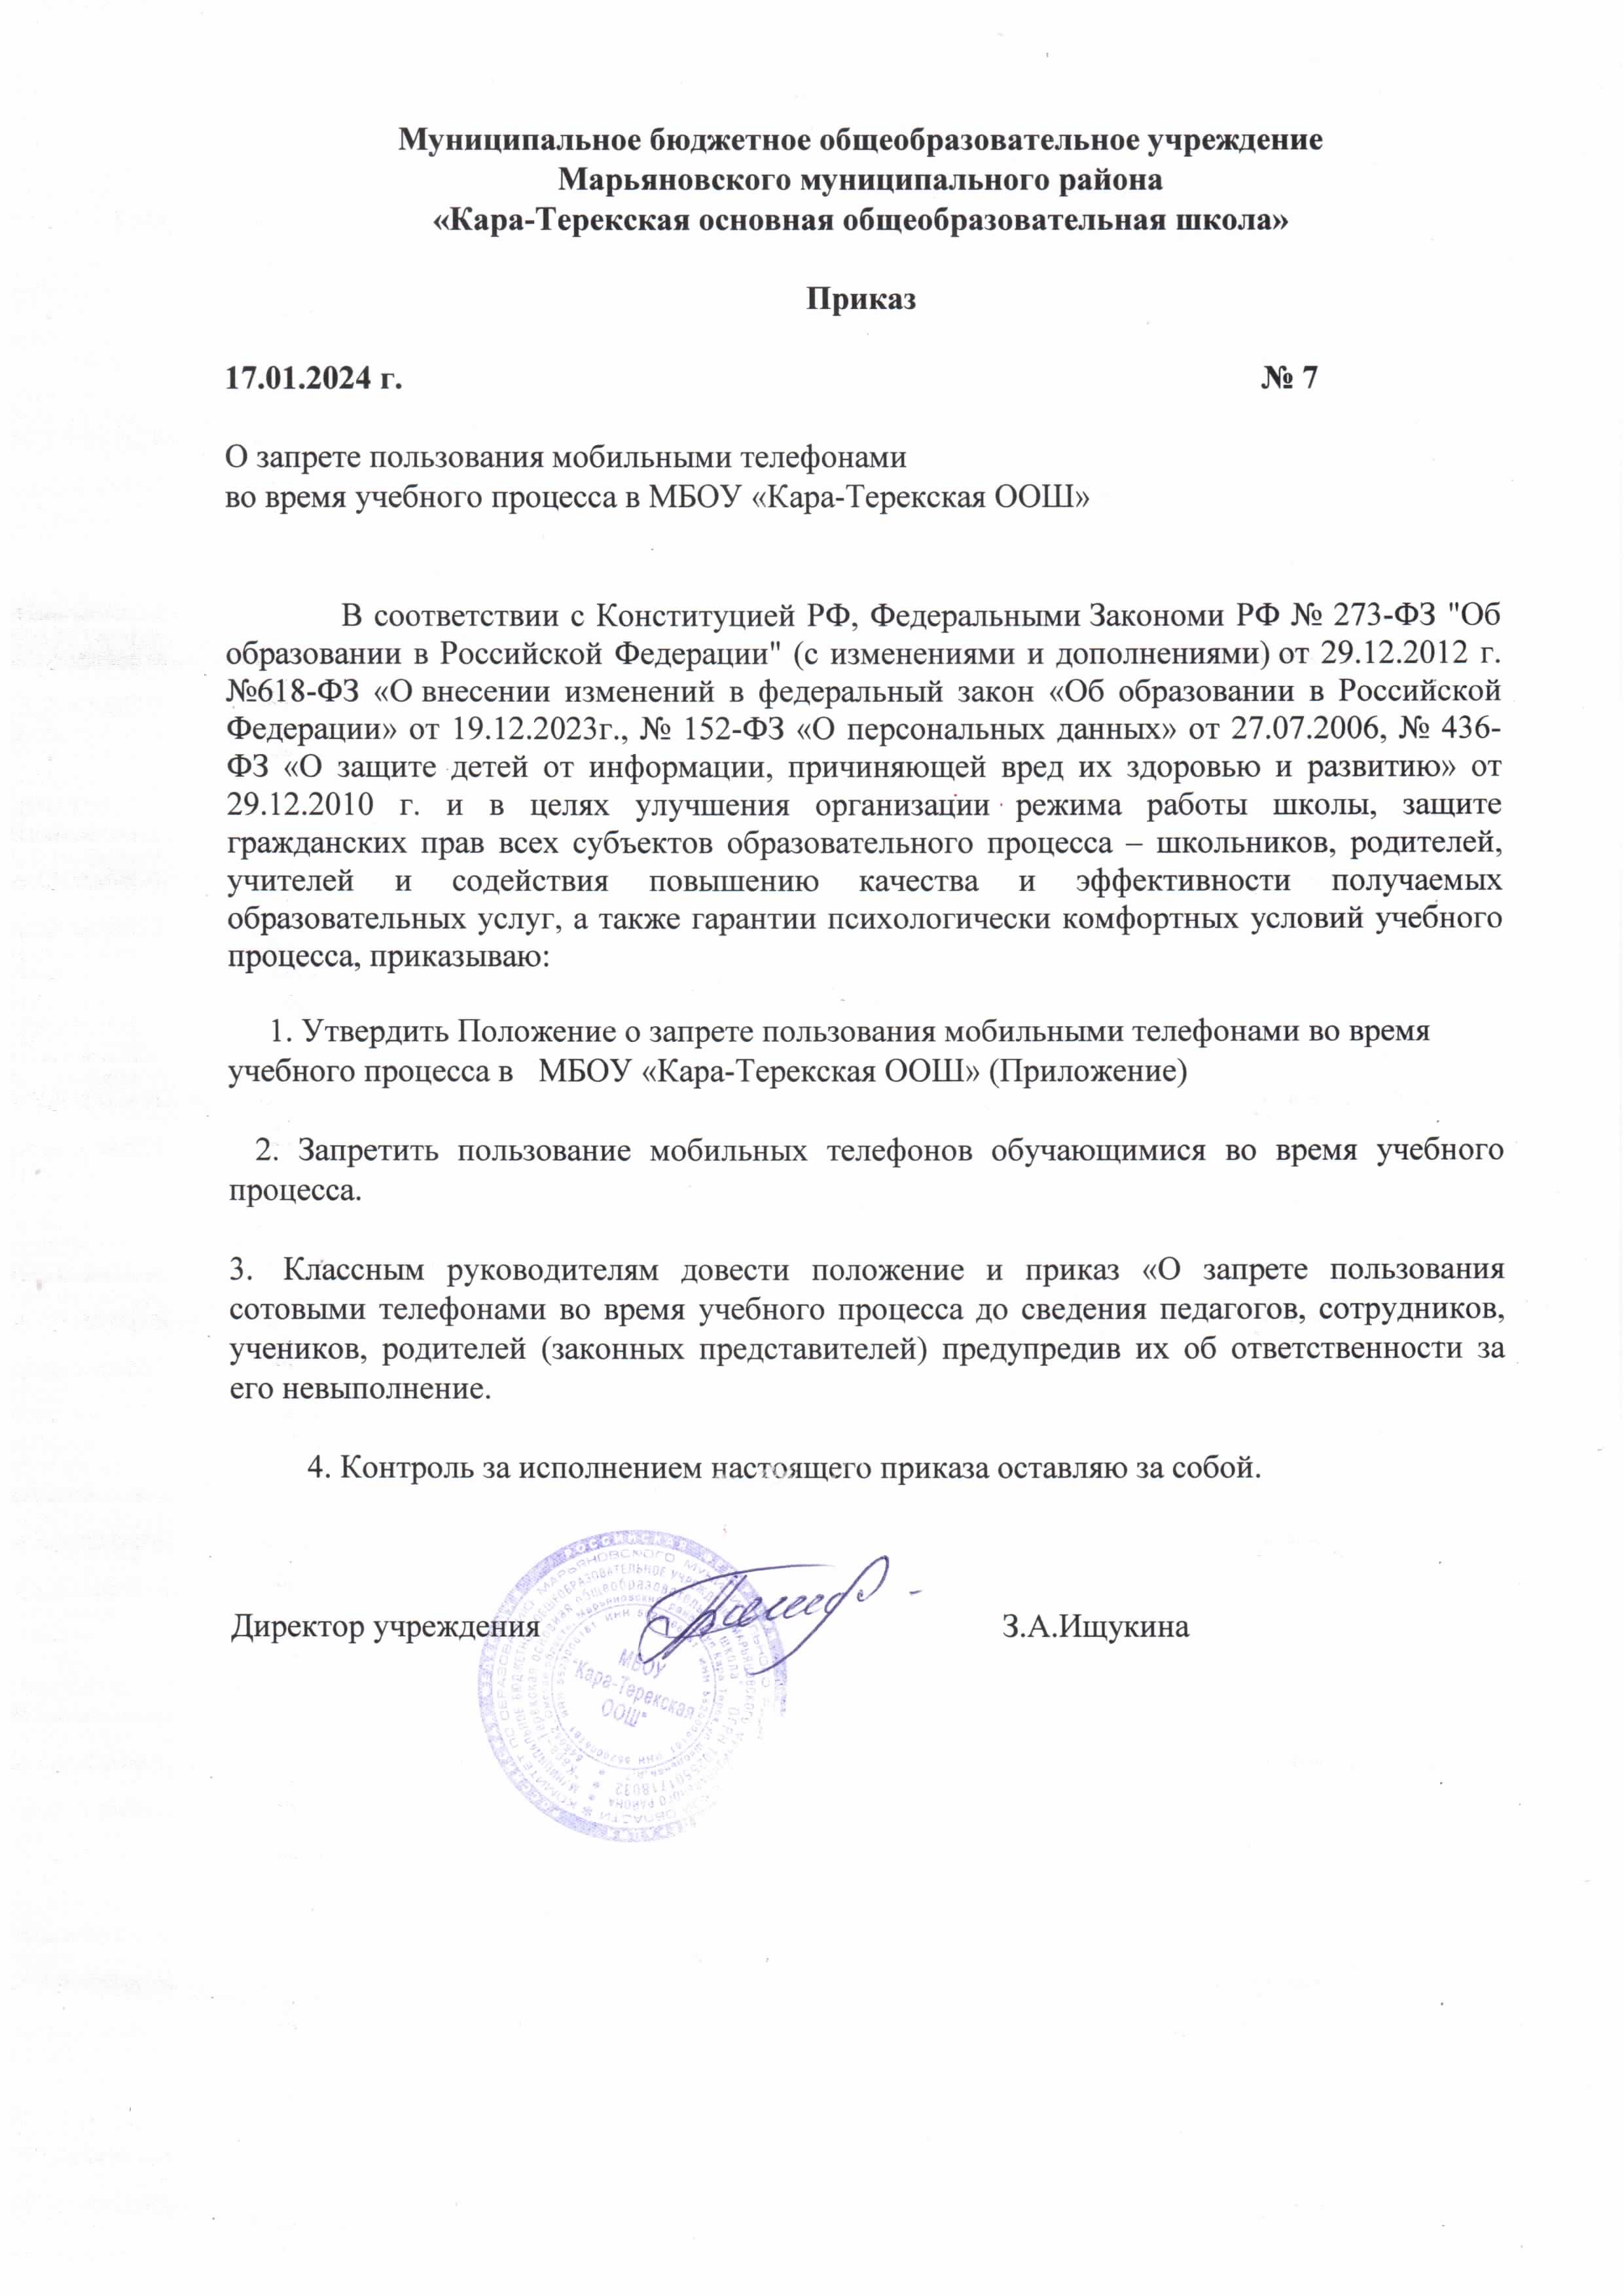 Муниципальное бюджетное общеобразовательное учреждение
Марьяновского муниципального района
«Кара-Терекская основная общеобразовательная школа»
Приказ
17.01.2024 г. № 7
О запрете пользования мобильными телефонами
во время учебного процесса в МБОУ «Кара-Терекская ООШ»
В соответствии с Конституцией РФ, Федеральными Закономи РФ № 273-ФЗ "Об
образовании в Российской Федерации" (с изменениями и дополнениями) от 29.12.2012 г.
№618-ФЗ «О внесении изменений в федеральный закон «Об образовании в Российской
Федерации» от 19.12.2023г., № 152-ФЗ «О персональных данных» от 27.07.2006, № 436-
ФЗ «О защите детей от информации, причиняющей вред их здоровью и развитию» от
29.12.2010 г. и в целях улучшения организации режима работы школы, защите
гражданских прав всех субъектов образовательного процесса – школьников, родителей,
учителей и содействия повышению качества и эффективности получаемых
образовательных услуг, а также гарантии психологически комфортных условий учебного
процесса, приказываю:
1. Утвердить Положение о запрете пользования мобильными телефонами во время
учебного процесса в МБОУ «Кара-Терекская ООШ» (Приложение)
2. Запретить пользование мобильных телефонов обучающимися во время учебного
процесса.
3. Классным руководителям довести положение и приказ «О запрете пользования
сотовыми телефонами во время учебного процесса до сведения педагогов, сотрудников,
учеников, родителей (законных представителей) предупредив их об ответственности за
его невыполнение.
4. Контроль за исполнением настоящего приказа оставляю за собой.
Директор учреждения З.А.Ищукина
МБОУ
"Кара-Терекская
ООШ"